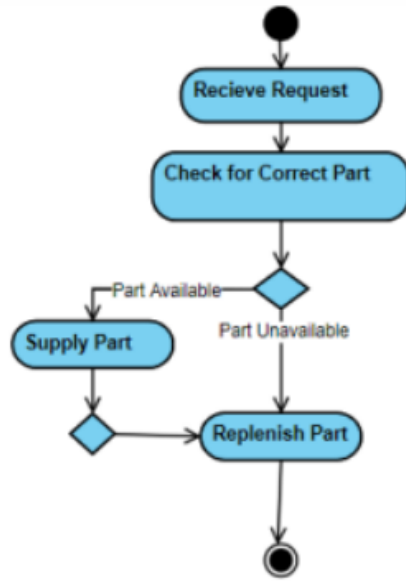 Recieve Request
Check for Correct Part
Part Available
Part Unavailable
Supply Part
Replenish Part